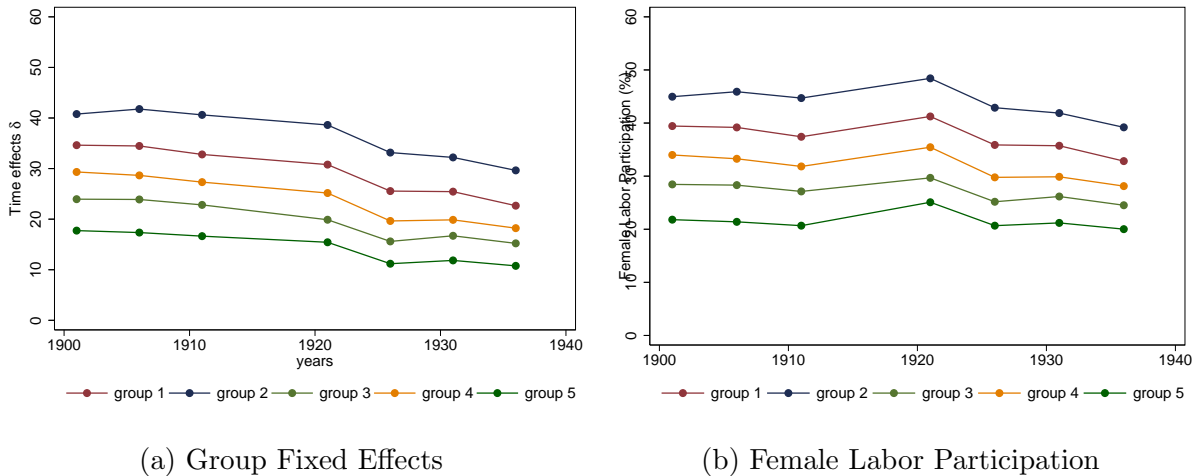 60
50
40
30
20
10
0
Time effects δ
1900
1910
1920
1930
1940
years
group 1
group 2
group 3
group 4
group 5
(a) Group Fixed Effects
60
50
40
30
20
10
0
Female Labor Participation (%)
1900
1910
1920
1930
1940
group 1
group 2
group 3
group 4
group 5
(b) Female Labor Participation